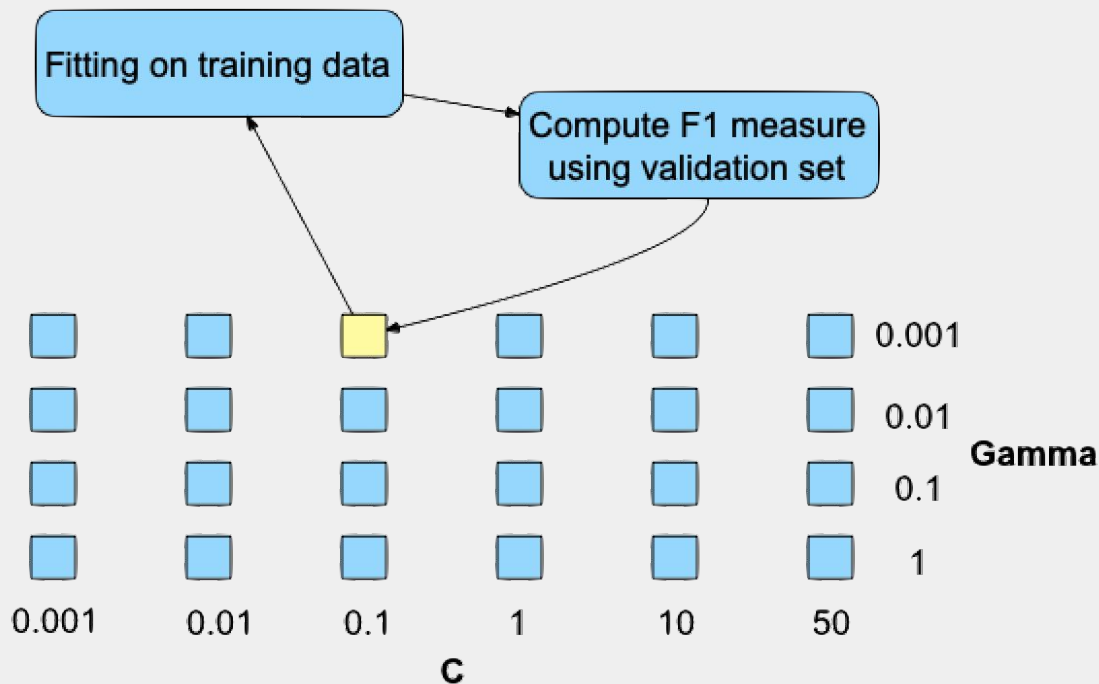 Fitting on training data
Compute F1 measure
using validation set
0.001
0.01
Gamma
0.1
1
0.001 0.01 0.1 1 10 50
C